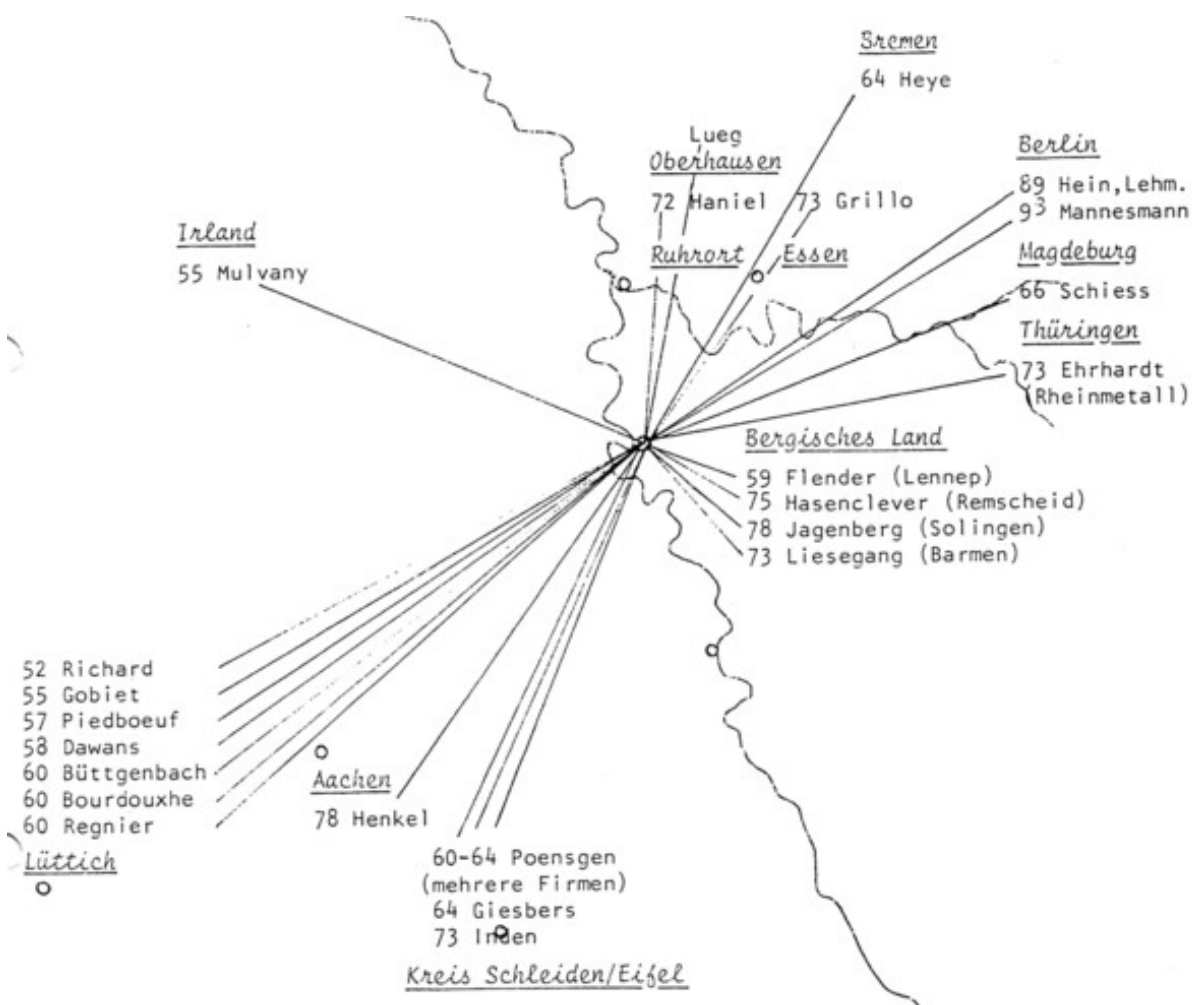 Bremen
64 Heye
Lueg
Oberhausen
72 Haniel
73 Grillo
Ruhrort
Essen
Berlin
89 Hein,Lehm.
93 Mannesmann
Magdeburg
66 Schiess
Thüringen
73 Ehrhardt
(Rheinmetall)
Irland
55 Mulvany
Bergisches Land
59 Flender (Lennep)
75 Hasenclever (Remscheid)
78 Jagenberg (Solingen)
73 Liesegang (Barmen)
52 Richard
55 Gobiet
57 Piedboeuf
58 Dawans
60 Büttgenbach
60 Bourdouxhe
60 Regnier
Lüttich
Aachen
78 Henkel
60-64 Poensgen
(mehrere Firmen)
64 Giesbers
73 Inden
Kreis Schleiden/Eifel